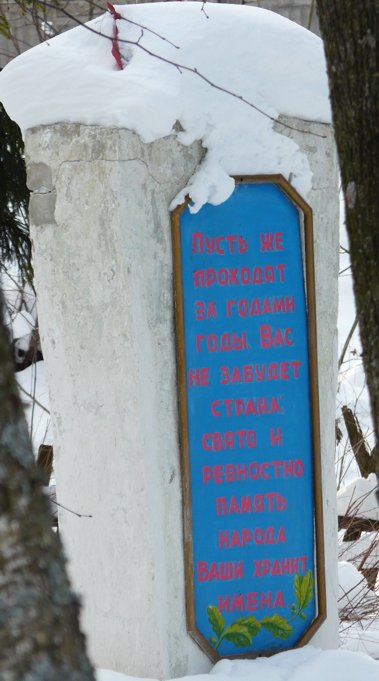 Пусть же
проходят
за годами
годы, Вас
не забудет
страна:
свято и
ревностно
память
народа
Ваши хранит
имена.